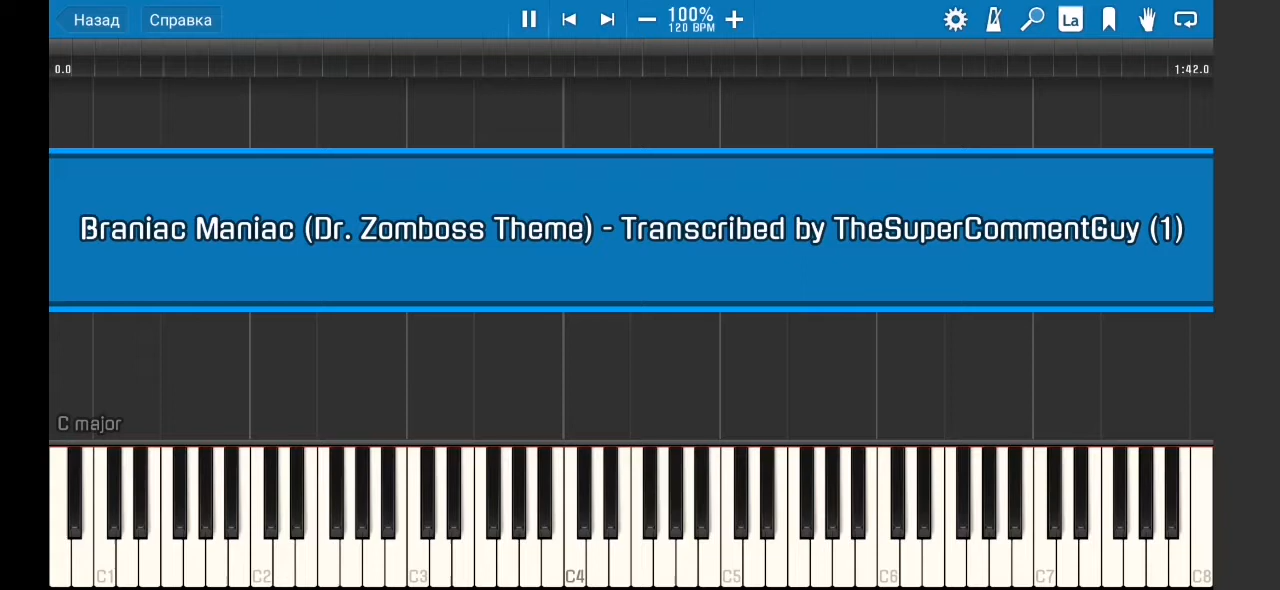 Назад Справка 100% La
120 BPM
0.0 1:42.0
Braniac Maniac (Dr. Zomboss Theme) - Transcribed by TheSuperCommentGuy (1)
C major
C1 C2 C3 C4 C5 C6 C7 C8